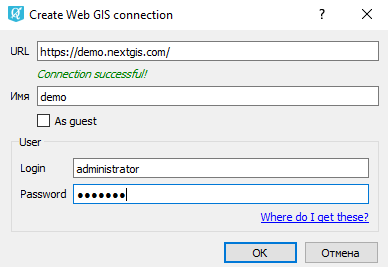 Create Web GIS connection
URL https://demo.nextgis.com/
Connection successful!
Имя demo
As guest
User
Login administrator
Password ●●●●●●●
Where do I get these?
OK Отмена